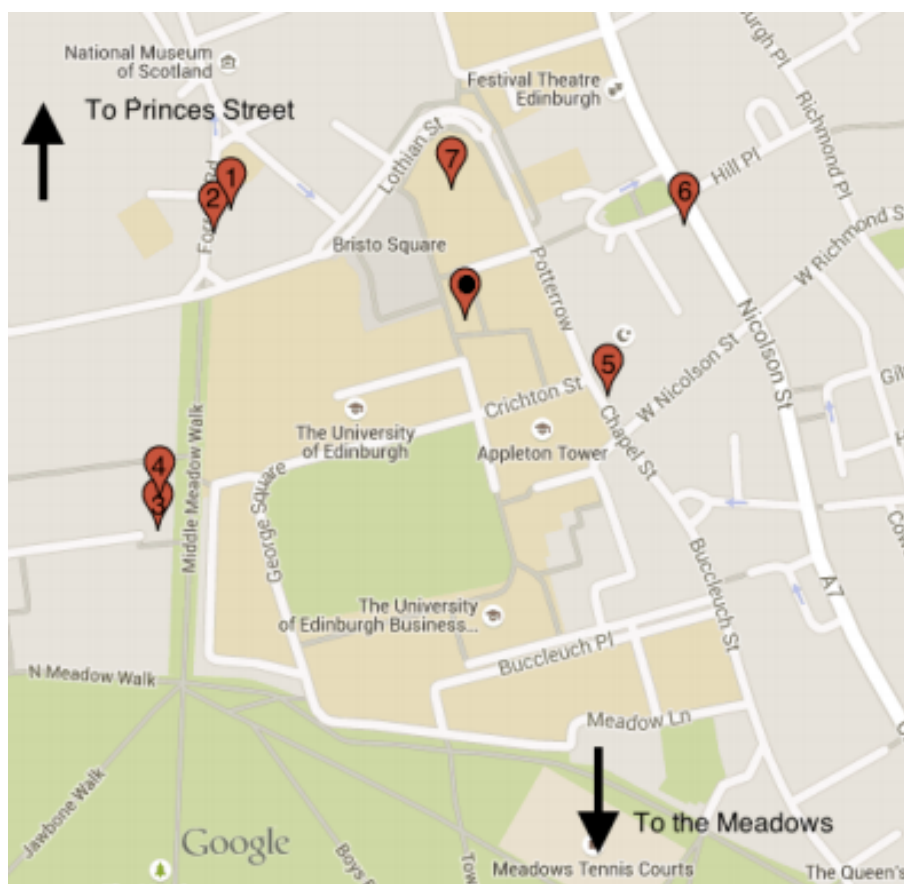 National Museum
of Scotland
To Princes Street
Festival Theatre
Edinburgh
Richmond Pl
Lothian St
Hill Pl
7
1
2
6
Bristo Square
W Richmond S
Potterrow
Nicolson St
5
W Nicolson St
Crichton St
The University
of Edinburgh
Appleton Tower
Chapel St
4
3
Middle Meadow Walk
George Square
Buccleuch St
A7
The University
of Edinburgh Business...
Buccleuch Pl
N Meadow Walk
Meadow Ln
Jawbone Walk
Google
To the Meadows
Meadows Tennis Courts
The Queen's